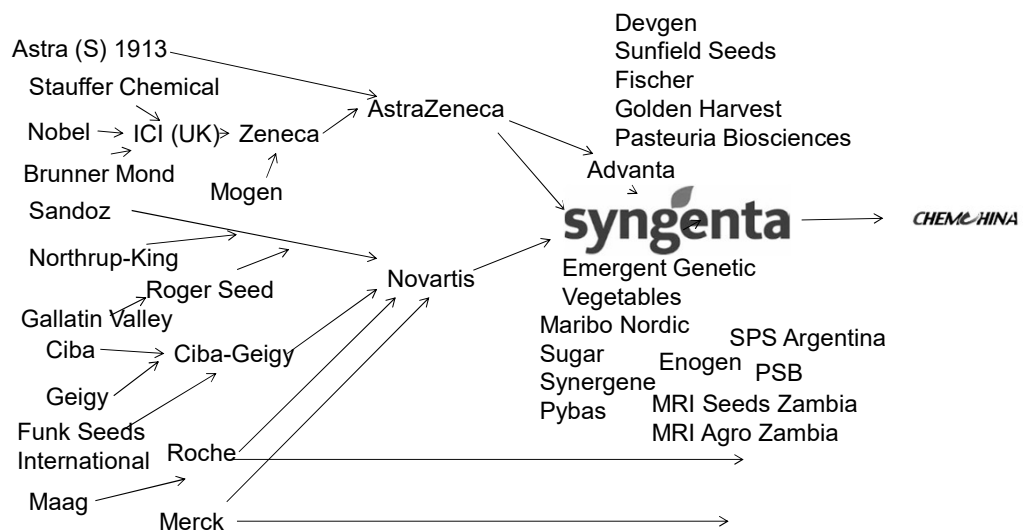 Devgen
Sunfield Seeds
Fischer
Golden Harvest
Pasteuria Biosciences
Astra (S) 1913
Stauffer Chemical
AstraZeneca
Nobel
ICI (UK)
Zeneca
Brunner Mond
Mogen
Advanta
Sandoz
syngenta
CHEMCHINA
Northrup-King
Roger Seed
Novartis
Emergent Genetic
Vegetables
Gallatin Valley
Maribo Nordic
Sugar
Synergene
Pybas
SPS Argentina
Enogen
PSB
MRI Seeds Zambia
MRI Agro Zambia
Ciba
Ciba-Geigy
Geigy
Funk Seeds
International
Roche
Maag
Merck